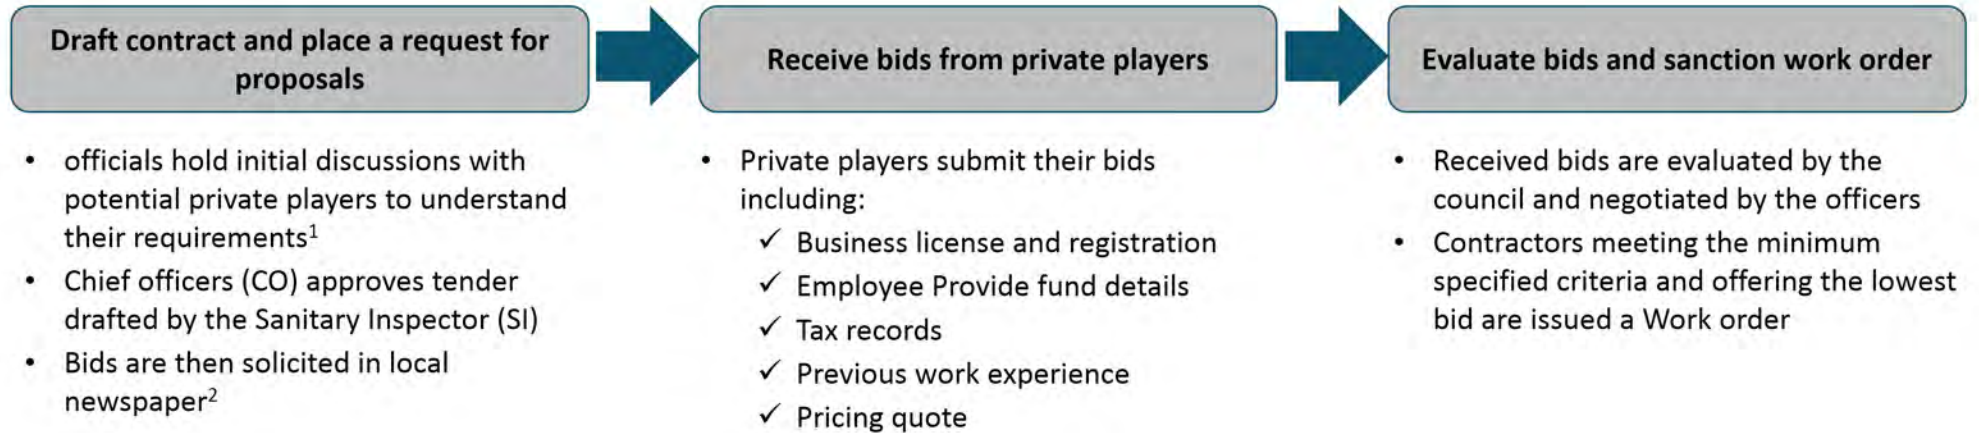 Draft contract and place a request for
proposals
Receive bids from private players
Evaluate bids and sanction work order
• officials hold initial discussions with
potential private players to understand
their requirements¹
• Chief officers (CO) approves tender
drafted by the Sanitary Inspector (SI)
• Bids are then solicited in local
newspaper²
• Private players submit their bids
including:
✓ Business license and registration
✓ Employee Provide fund details
✓ Tax records
✓ Previous work experience
✓ Pricing quote
• Received bids are evaluated by the
council and negotiated by the officers
• Contractors meeting the minimum
specified criteria and offering the lowest
bid are issued a Work order